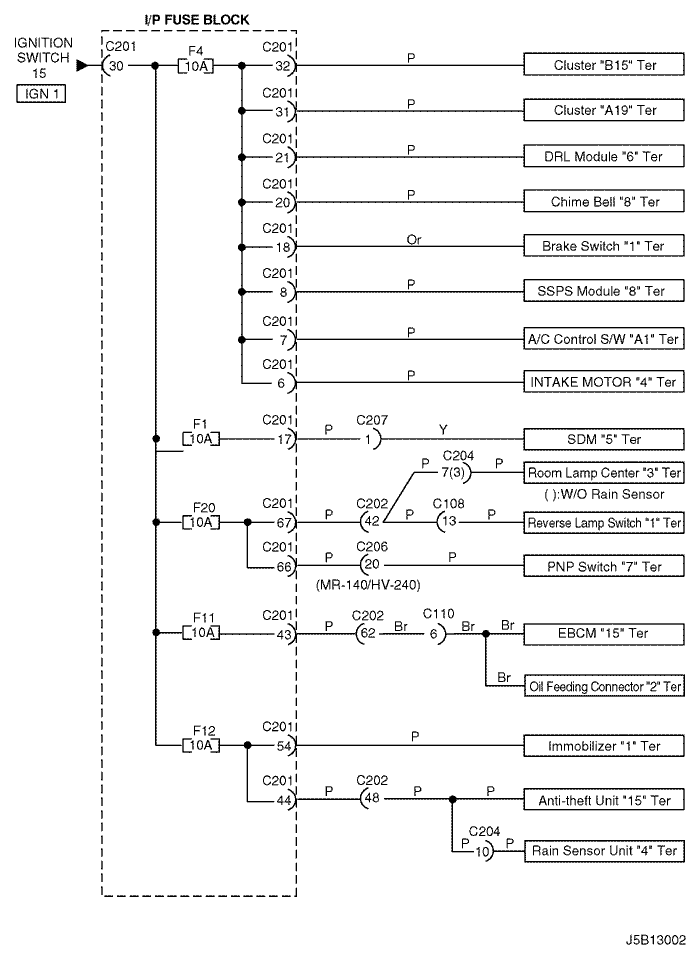 I/P FUSE BLOCK
IGNITION
SWITCH
15
IGN 1
C201
30
F4
10A
C201
32
P
Cluster "B15" Ter
C201
31
P
Cluster "A19" Ter
C201
21
P
DRL Module "6" Ter
C201
20
P
Chime Bell "8" Ter
C201
18
Or
Brake Switch "1" Ter
C201
8
P
SSPS Module "8" Ter
C201
7
P
A/C Control S/W "A1" Ter
C201
6
P
INTAKE MOTOR "4" Ter
F1
10A
C201
17
P
C207
1
Y
SDM "5" Ter
P
C204
7(3)
P
Room Lamp Center "3" Ter
( ):W/O Rain Sensor
F20
10A
C201
67
P
C202
42
P
C108
13
P
Reverse Lamp Switch "1" Ter
C201
66
P
C206
20
P
PNP Switch "7" Ter
(MR-140/HV-240)
F11
10A
C201
43
P
C202
62
Br
C110
6
Br
Br
EBCM "15" Ter
Br
Oil Feeding Connector "2" Ter
F12
10A
C201
54
P
Immobilizer "1" Ter
C201
44
P
C202
48
P
P
Anti-theft Unit "15" Ter
P
C204
10
P
Rain Sensor Unit "4" Ter
J5B13002